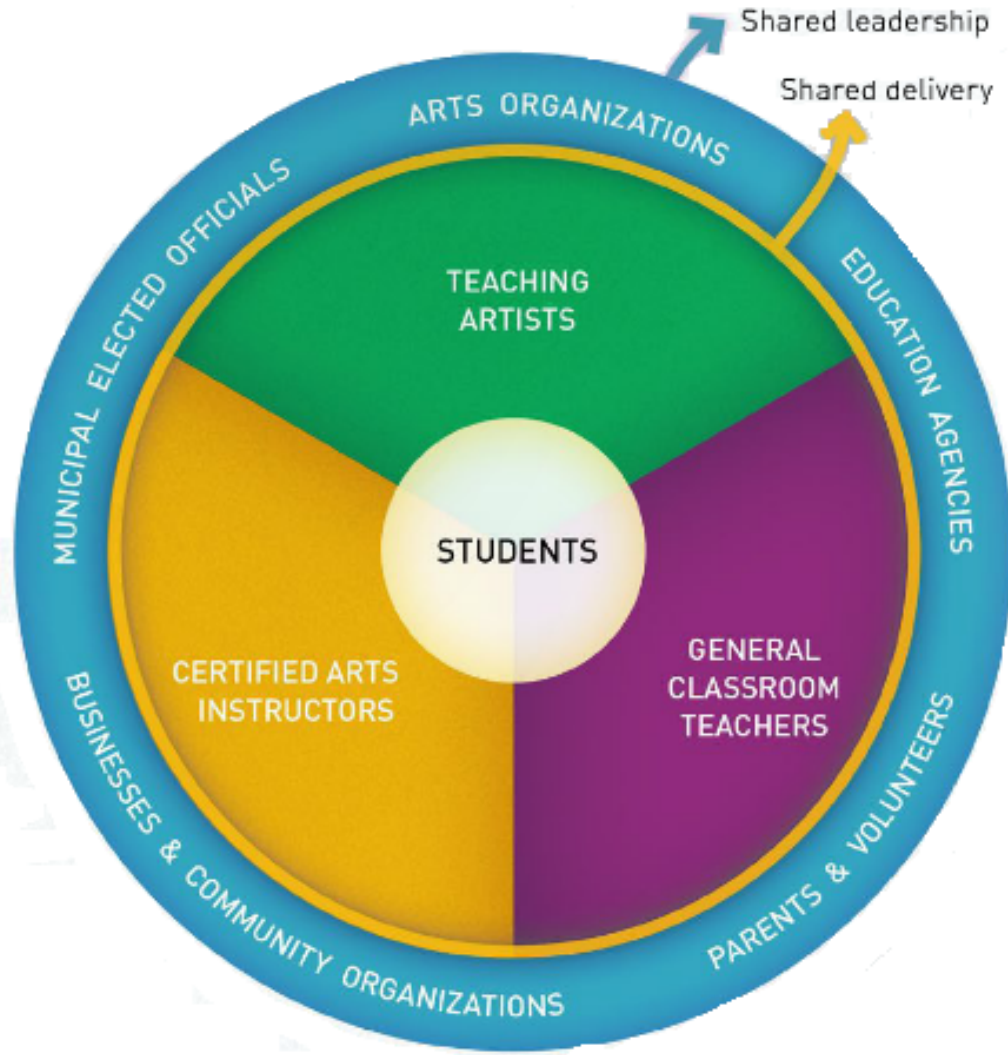 Shared leadership
Shared delivery
ARTS ORGANIZATIONS
MUNICIPAL ELECTED OFFICIALS
EDUCATION AGENCIES
TEACHING
ARTISTS
STUDENTS
CERTIFIED ARTS
INSTRUCTORS
GENERAL
CLASSROOM
TEACHERS
BUSINESSES & COMMUNITY ORGANIZATIONS
PARENTS & VOLUNTEERS